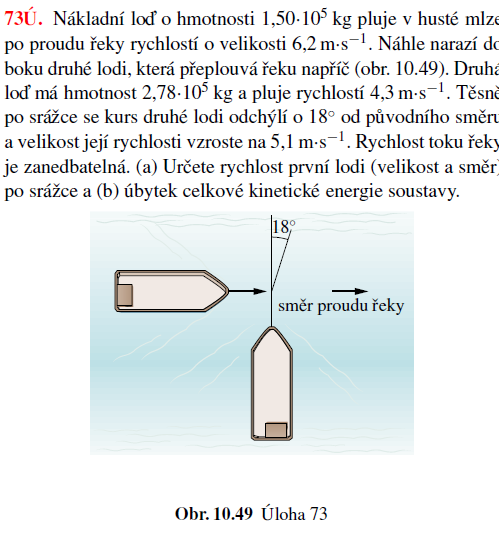 73Ú. Nákladní loď o hmotnosti 1,50·10⁵ kg pluje v husté mlze
po proudu řeky rychlostí o velikosti 6,2 m·s⁻¹. Náhle narazí do
boku druhé lodi, která přeplouvá řeku napříč (obr. 10.49). Druhá
loď má hmotnost 2,78·10⁵ kg a pluje rychlostí 4,3 m·s⁻¹. Těsně
po srážce se kurs druhé lodi odchýlí o 18° od původního směru
a velikost její rychlosti vzroste na 5,1 m·s⁻¹. Rychlost toku řeky
je zanedbatelná. (a) Určete rychlost první lodi (velikost a směr)
po srážce a (b) úbytek celkové kinetické energie soustavy.
18°
směr proudu řeky
Obr. 10.49 Úloha 73